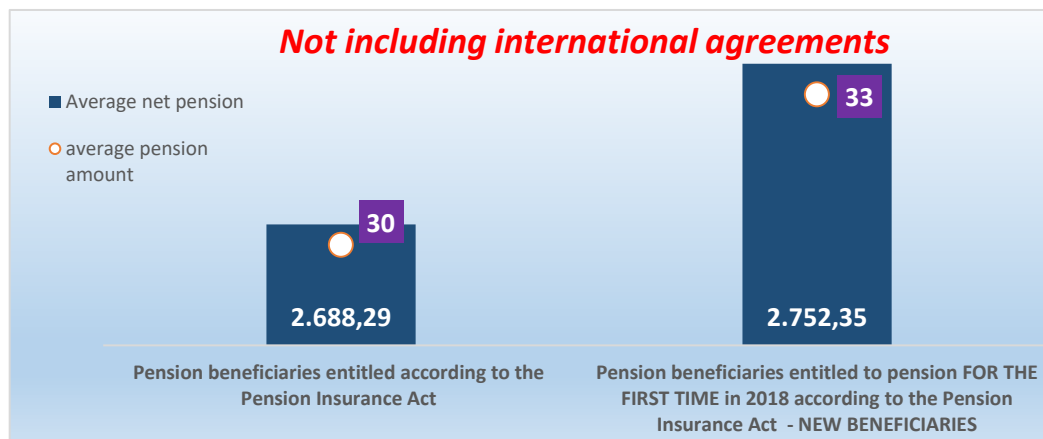 Not including international agreements
Average net pension
average pension
amount
30
33
2.688,29
2.752,35
Pension beneficiaries entitled according to the
Pension Insurance Act
Pension beneficiaries entitled to pension FOR THE
FIRST TIME in 2018 according to the Pension
Insurance Act - NEW BENEFICIARIES